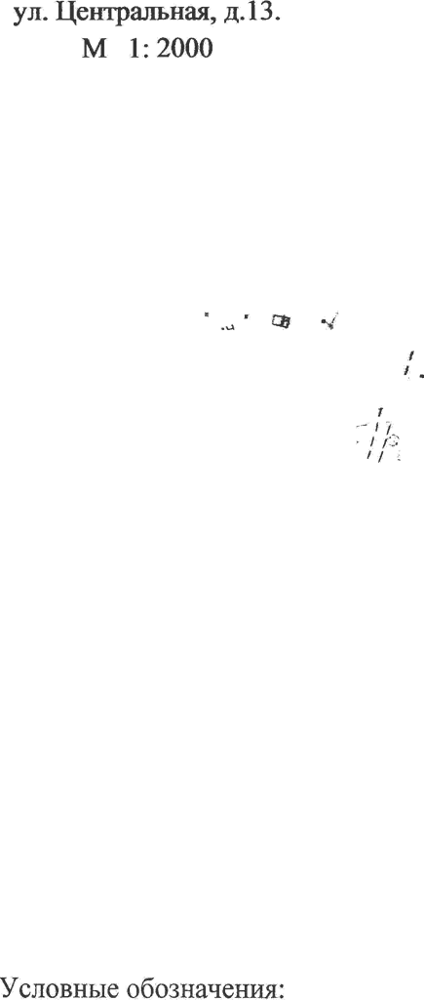 ул. Центральная, д.13.
М 1: 2000
Условные обозначения: